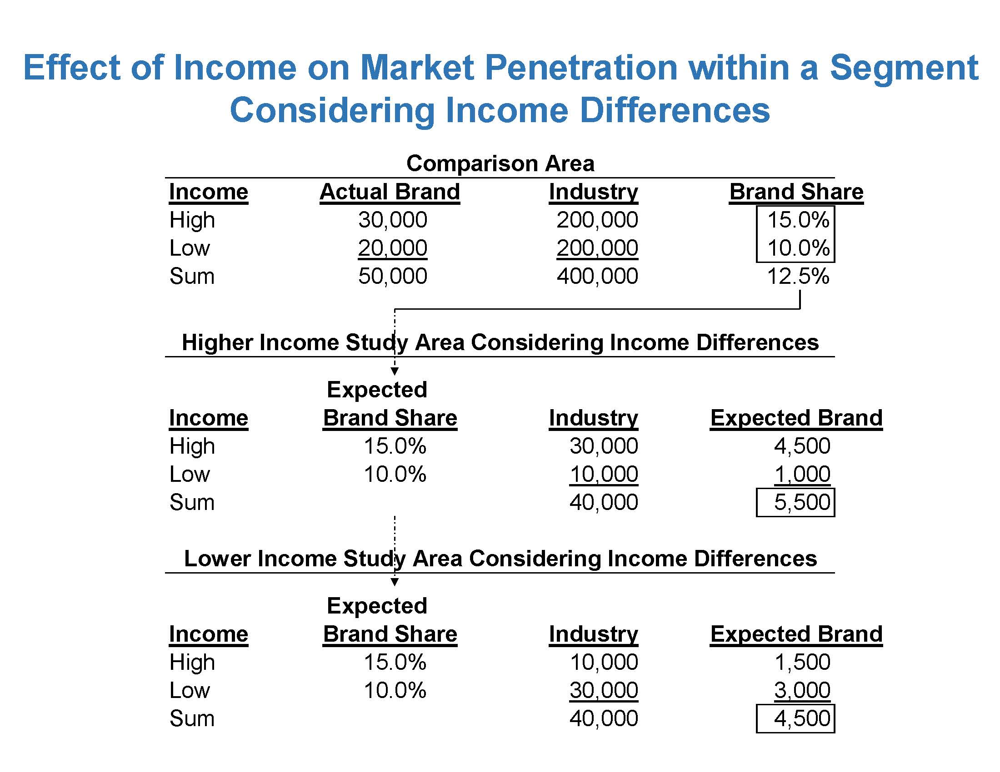 Effect of Income on Market Penetration within a Segment
Considering Income Differences
Comparison Area
Income Actual Brand Industry Brand Share
High 30,000 200,000 15.0%
Low 20,000 200,000 10.0%
Sum 50,000 400,000 12.5%
Higher Income Study Area Considering Income Differences
Expected
Income Brand Share Industry Expected Brand
High 15.0% 30,000 4,500
Low 10.0% 10,000 1,000
Sum 40,000 5,500
Lower Income Study Area Considering Income Differences
Expected
Income Brand Share Industry Expected Brand
High 15.0% 10,000 1,500
Low 10.0% 30,000 3,000
Sum 40,000 4,500